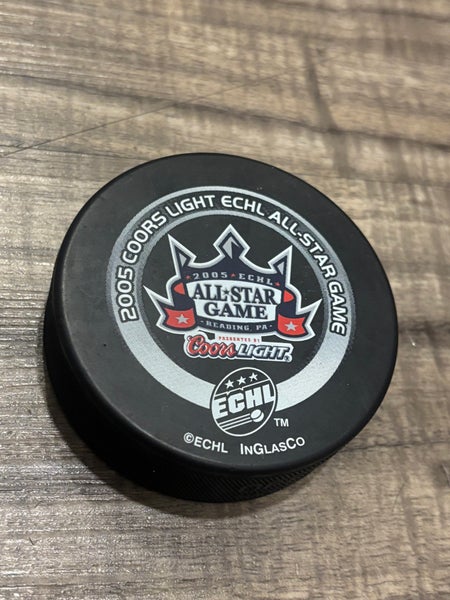 2005 COORS LIGHT ECHL ALL-STAR GAME
2005 ★ ECHL
ALL★STAR
GAME
READING, PA
PRESENTED BY
Coors LIGHT.
ECHL
TM
©ECHL INGLASCO